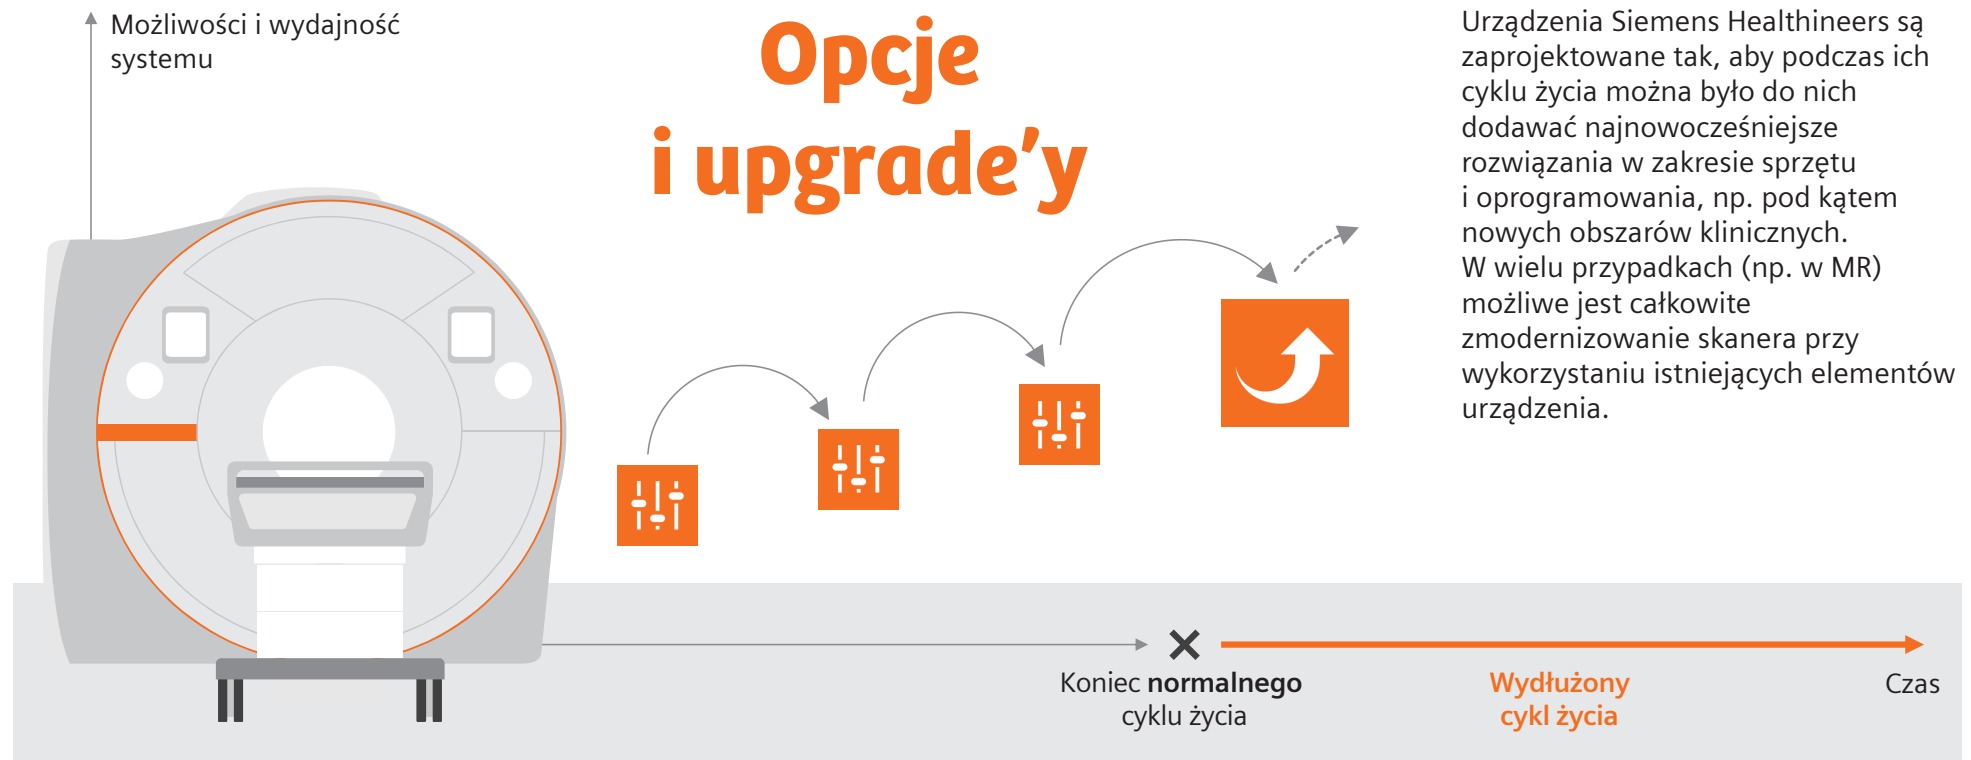 Możliwości i wydajność
systemu
Opcje
i upgrade’y
Urządzenia Siemens Healthineers są
zaprojektowane tak, aby podczas ich
cyklu życia można było do nich
dodawać najnowocześniejsze
rozwiązania w zakresie sprzętu
i oprogramowania, np. pod kątem
nowych obszarów klinicznych.
W wielu przypadkach (np. w MR)
możliwe jest całkowite
zmodernizowanie skanera przy
wykorzystaniu istniejących elementów
urządzenia.
Koniec normalnego
cyklu życia
Wydłużony
cykl życia
Czas